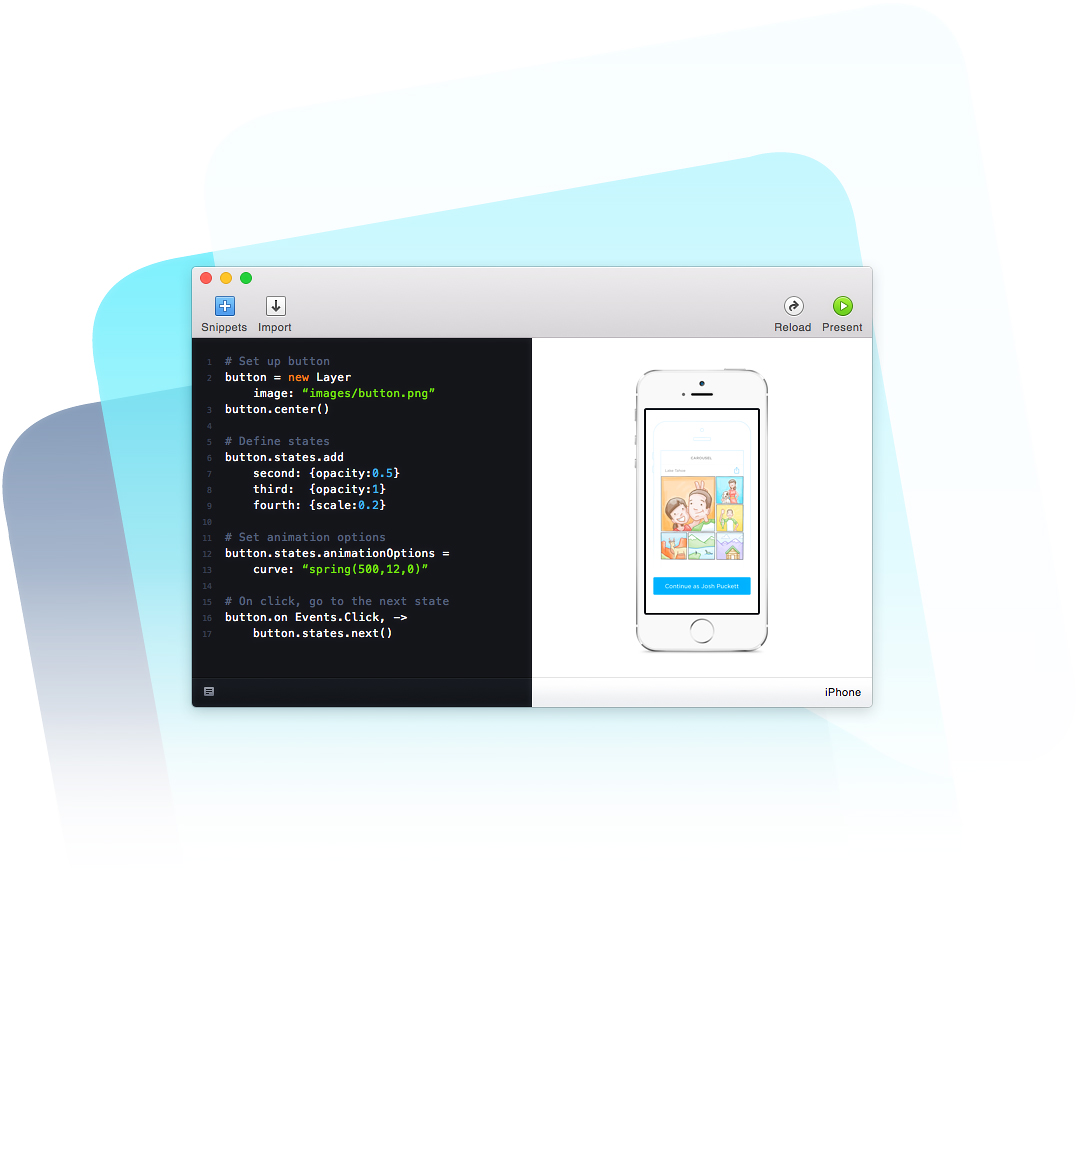 Snippets Import Reload Present
1 # Set up button
2 button = new Layer
image: “images/button.png”
3 button.center()
4
5 # Define states
6 button.states.add
7 second: {opacity:0.5}
8 third:  {opacity:1}
9 fourth: {scale:0.2}
10
11 # Set animation options
12 button.states.animationOptions =
13 curve: “spring(500,12,0)”
14
15 # On click, go to the next state
16 button.on Events.Click, ->
17 button.states.next()
CAROUSEL
Continue as Josh Puckett
iPhone